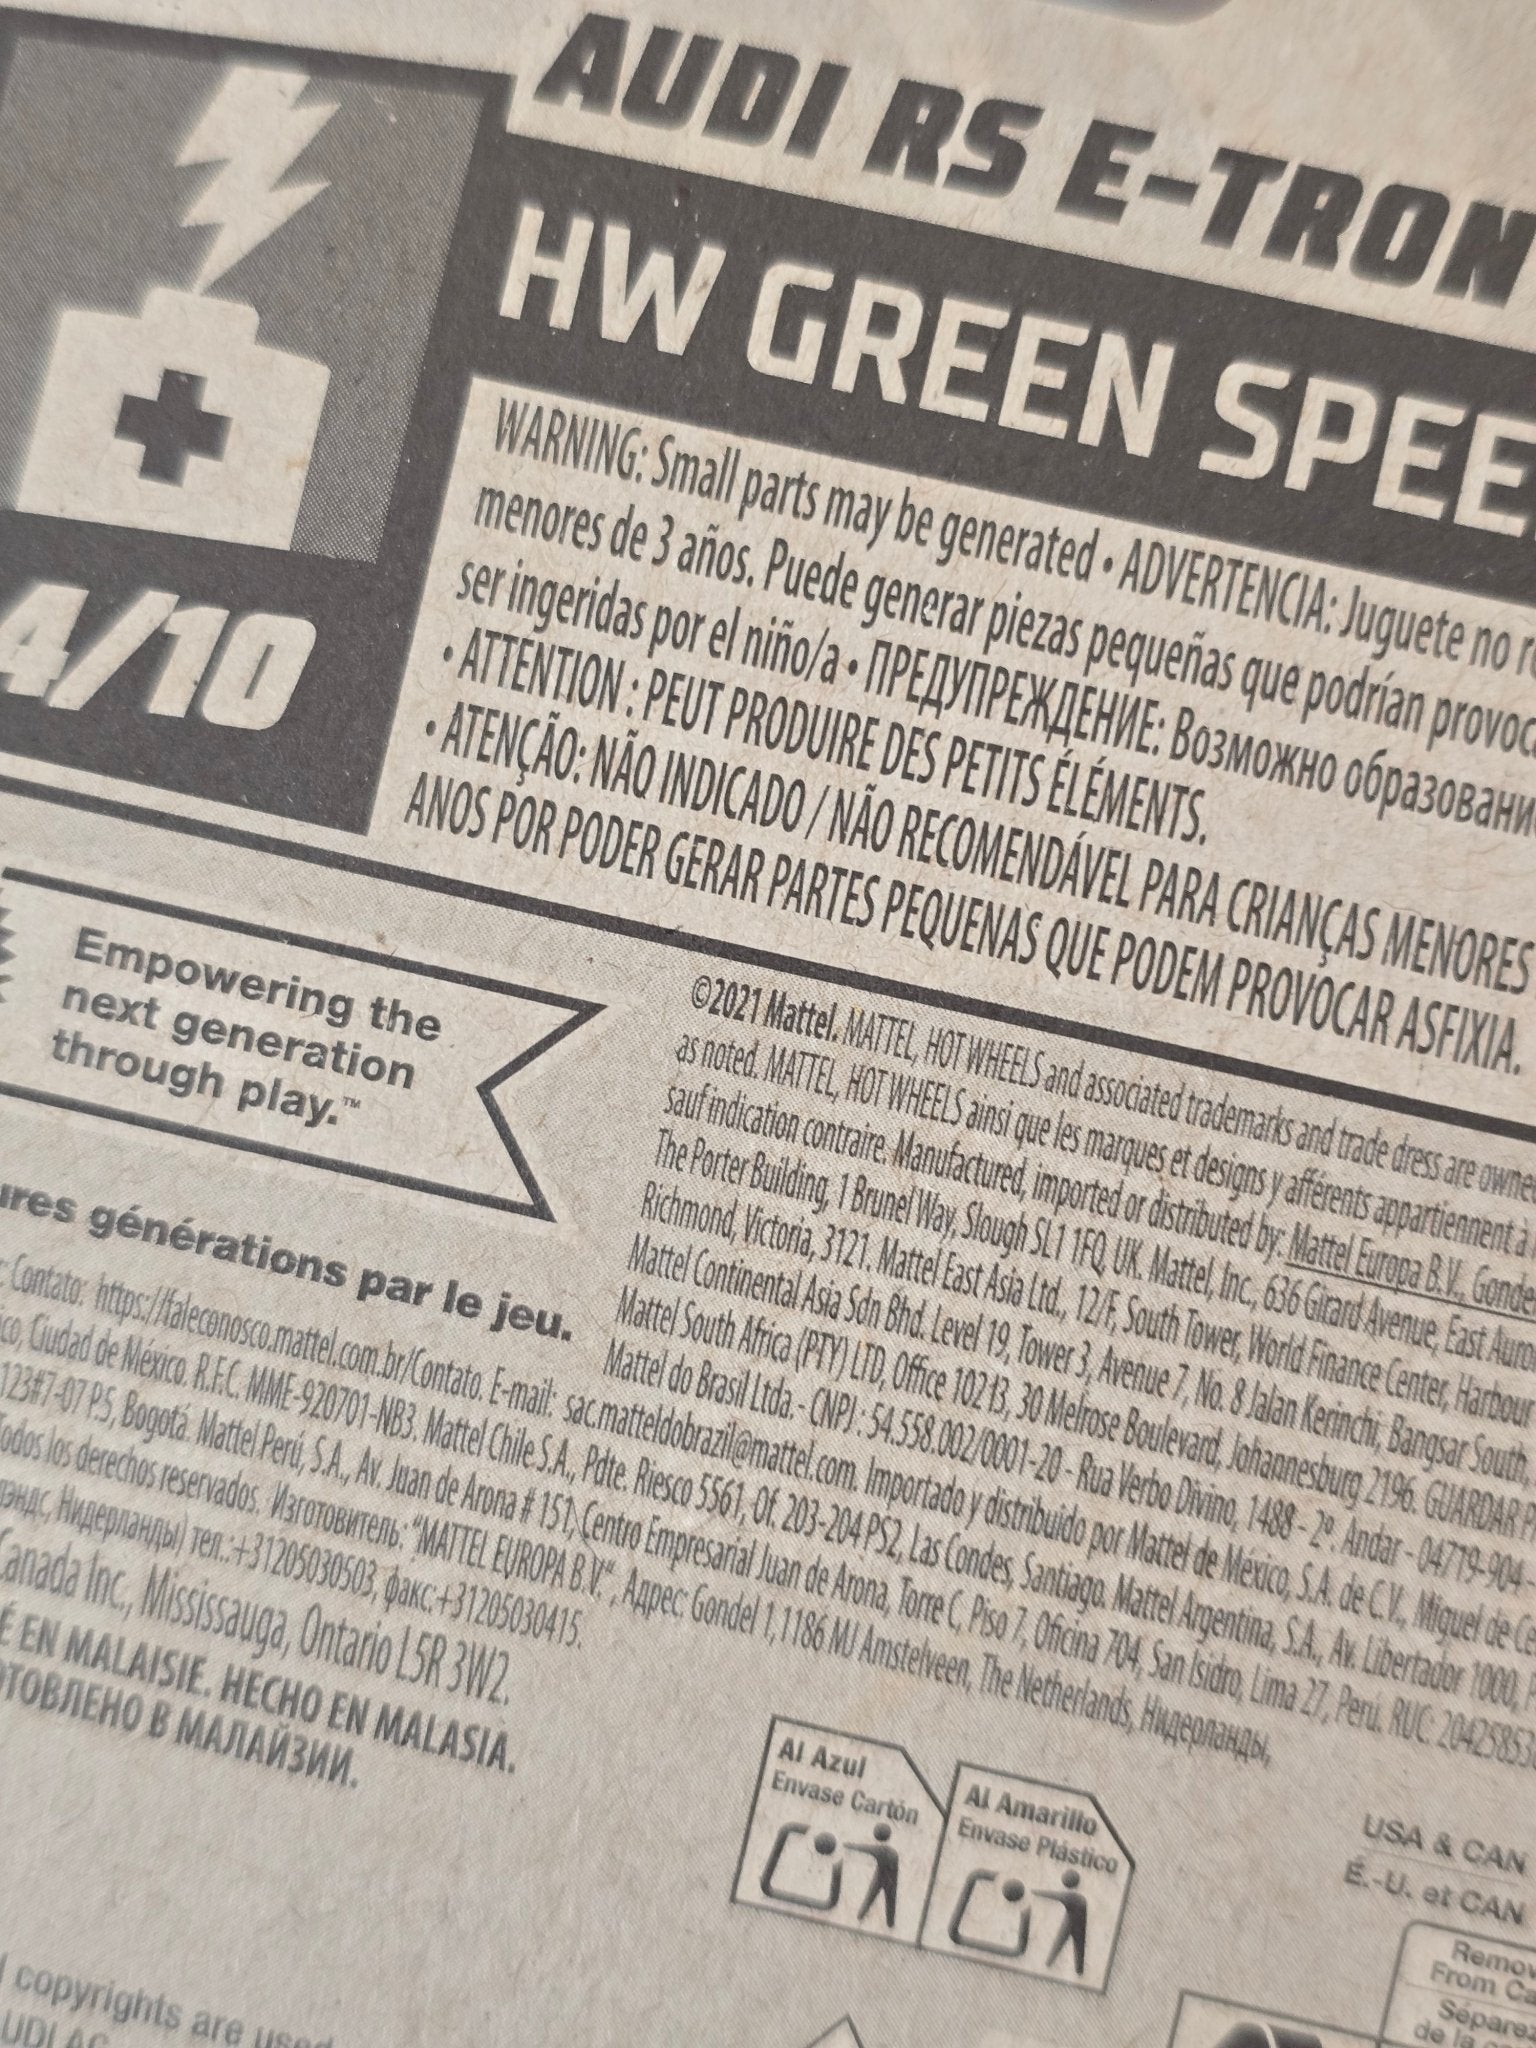 AUDI RS E-TRON
HW GREEN
4/10
WARNING: Small parts may be generated • ADVERTENCIA: Juguete no
menores de 3 años. Puede generar piezas pequeñas que podrían
ser ingeridas por el niño/a • ПРЕДУПРЕЖДЕНИЕ: Возможно
• ATTENTION : PEUT PRODUIRE DES PETITS ÉLÉMENTS.
• ATENÇÃO: NÃO INDICADO / NÃO RECOMENDÁVEL PARA CRIANÇAS MENORES
ANOS POR PODER GERAR PARTES PEQUENAS QUE PODEM PROVOCAR ASFIXIA.
Empowering the
next generation
through play.™
générations par le jeu.
©2021 Mattel. MATTEL, HOT WHEELS and associated trademarks and trade dress are
as noted. MATTEL, HOT WHEELS ainsi que les marques et designs y afférents appartiennent à
sauf indication contraire. Manufactured, imported or distributed by: Mattel Europa B.V.,
The Porter Building, 1 Brunel Way, Slough SL1 1FQ, UK. Mattel, Inc., 636 Girard Avenue, East
Richmond, Victoria, 3121. Mattel East Asia Ltd., 12/F, South Tower, World Finance Center, Harbour
Mattel Continental Asia Sdn Bhd. Level 19, Tower 3, Avenue 7, No. 8 Jalan Kerinchi, Bangsar South,
Mattel South Africa (PTY) LTD, Office 102 I3, 30 Melrose Boulevard, Johannesburg 2196. GUARDAR
Mattel do Brasil Ltda. - CNPJ : 54.558.002/0001-20 - Rua Verbo Divino, 1488 - 2º. Andar - 04719-904 -
Contato: https://faleconosco.mattel.com.br/Contato. E-mail: sac.matteldobrazil@mattel.com. Importado y distribuido por Mattel de México, S.A. de C.V., Miguel de
Ciudad de México. R.F.C. MME-920701-NB3. Mattel Chile S.A., Pdte. Riesco 5561, Of. 203-204 PS2, Las Condes, Santiago. Mattel Argentina, S.A., Av. Libertador 1000,
123#7-07 P.5, Bogotá. Mattel Perú, S.A., Av. Juan de Arona # 151, Centro Empresarial Juan de Arona, Torre C, Piso 7, Oficina 704, San Isidro, Lima 27, Perú. RUC:
Todos los derechos reservados. Изготовитель: "MATTEL EUROPA B.V.", Адрес: Gondel 1, 1186 MJ Amstelveen, The Netherlands, Нидерланды,
Нидерланды) тел.:+31205030503, факс:+31205030415.
Canada Inc., Mississauga, Ontario L5R 3W2.
EN MALAISIE. HECHO EN MALASIA.
В МАЛАЙЗИИ.
Al Azul
Envase Cartón
Al Amarillo
Envase Plástico
USA & CAN
É.-U. et CAN
From
de la
copyrights are